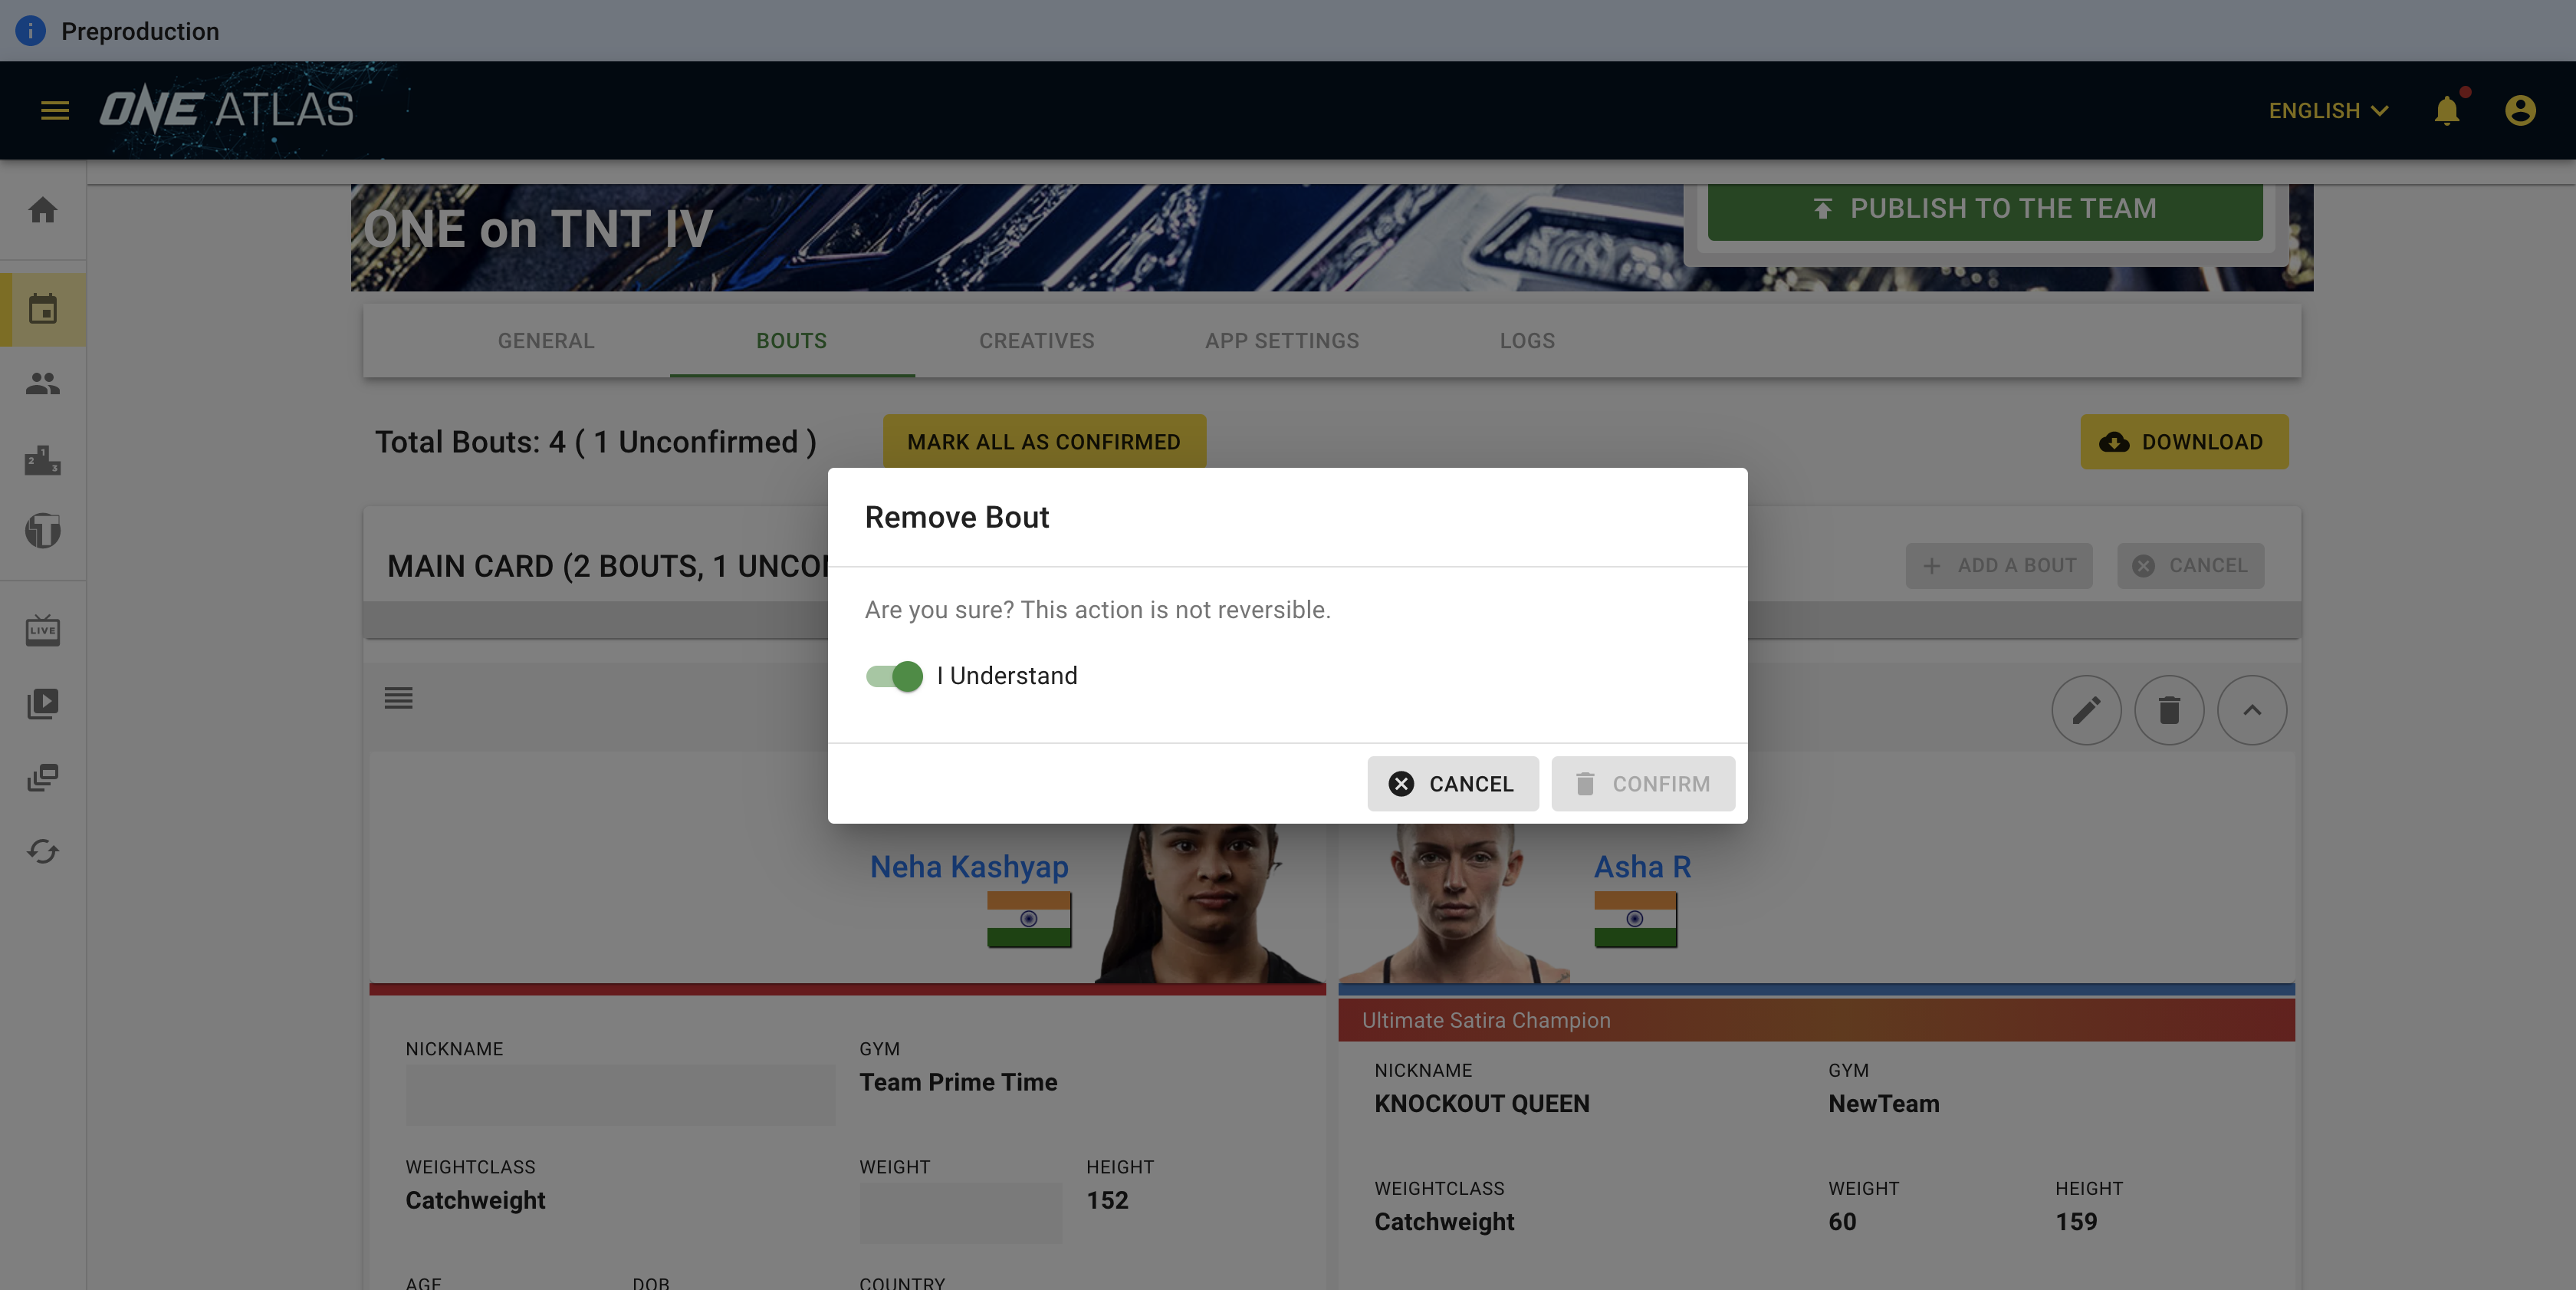 Preproduction
ONE ATLAS
ENGLISH
ONE on TNT IV
PUBLISH TO THE TEAM
GENERAL
BOUTS
CREATIVES
APP SETTINGS
LOGS
Total Bouts: 4 ( 1 Unconfirmed )
MARK ALL AS CONFIRMED
DOWNLOAD
MAIN CARD (2 BOUTS, 1
ADD A BOUT
CANCEL
Remove Bout
Are you sure? This action is not reversible.
I Understand
CANCEL
CONFIRM
LIVE
Neha Kashyap
Asha R
Ultimate Satira Champion
NICKNAME
GYM
Team Prime Time
WEIGHTCLASS
Catchweight
WEIGHT
HEIGHT
152
AGE
DOB
COUNTRY
NICKNAME
KNOCKOUT QUEEN
GYM
NewTeam
WEIGHTCLASS
Catchweight
WEIGHT
60
HEIGHT
159